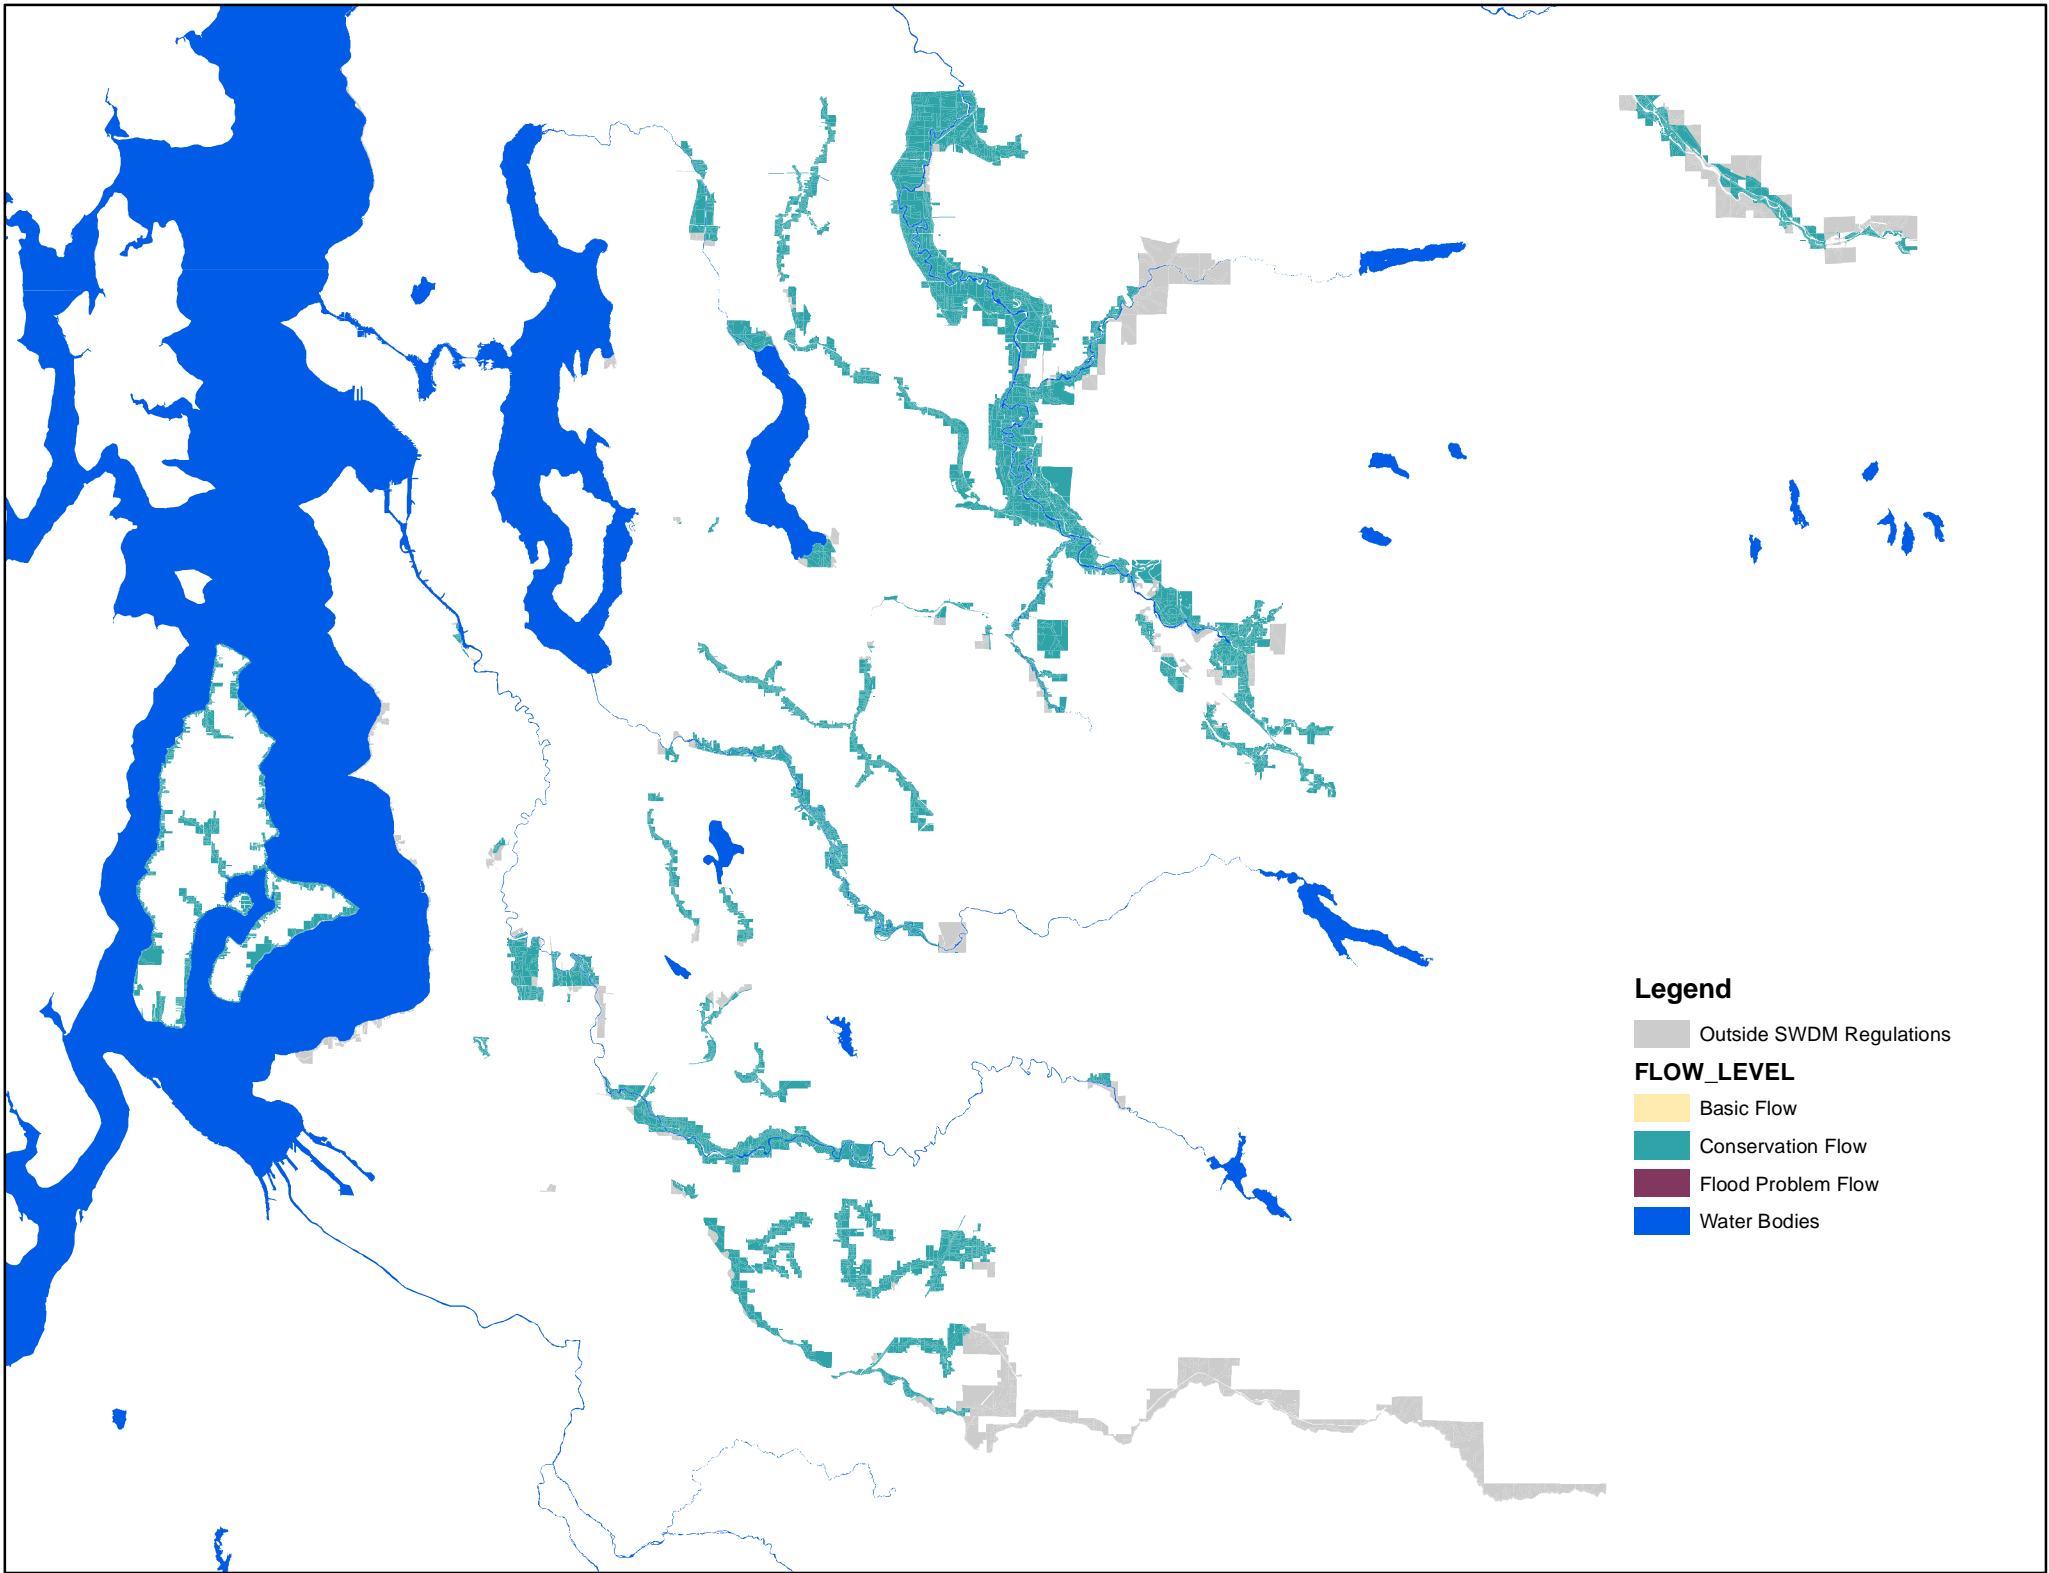 Legend
Outside SWDM Regulations
FLOW_LEVEL
Basic Flow
Conservation Flow
Flood Problem Flow
Water Bodies